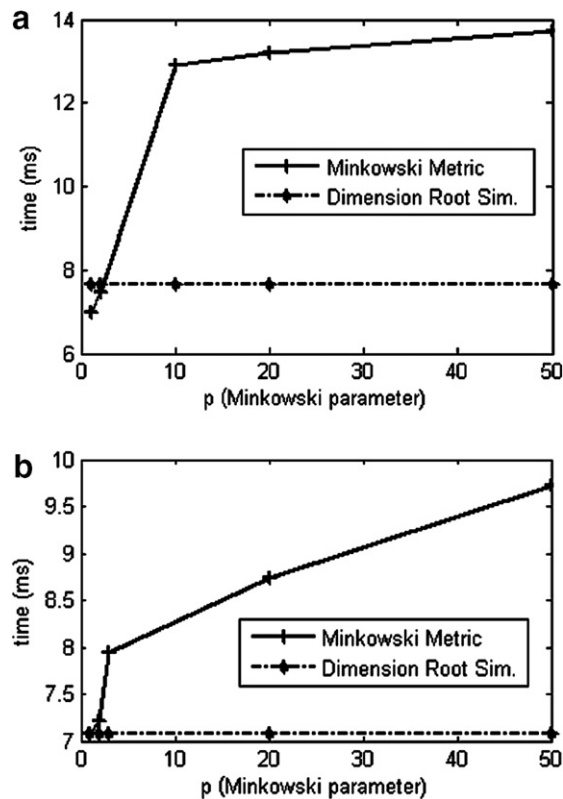 a
14
12
10
8
6
time (ms)
Minkowski Metric
Dimension Root Sim.
0 10 20 30 40 50
p (Minkowski parameter)
b
10
9.5
9
8.5
8
7.5
7
time (ms)
Minkowski Metric
Dimension Root Sim.
0 10 20 30 40 50
p (Minkowski parameter)